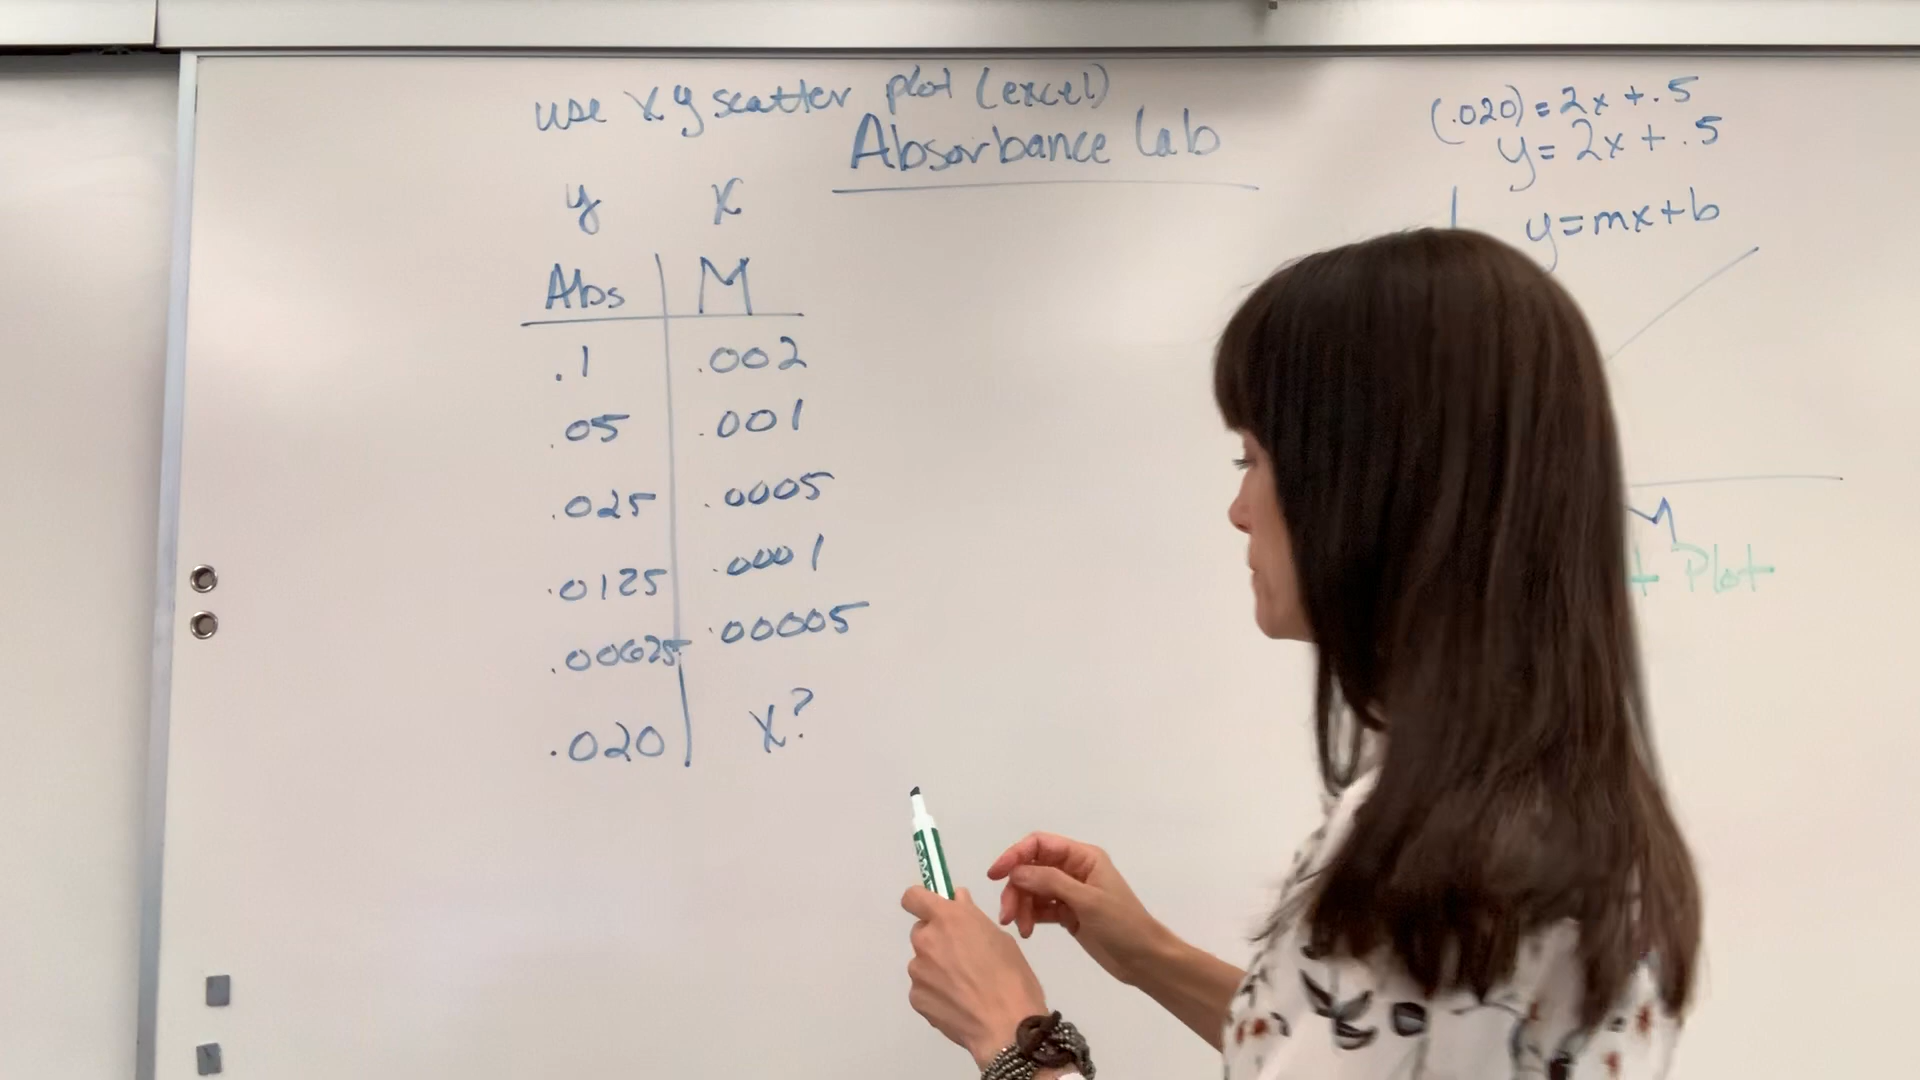 use xy scatter plot (excel)
Absorbance Lab
y x
Abs M
.1 .002
.05 .001
.025 .0005
.0125 .0001
.00625 .00005
.020 x?
(.020) = 2x + .5
y = 2x + .5
y = mx + b
M
Plot